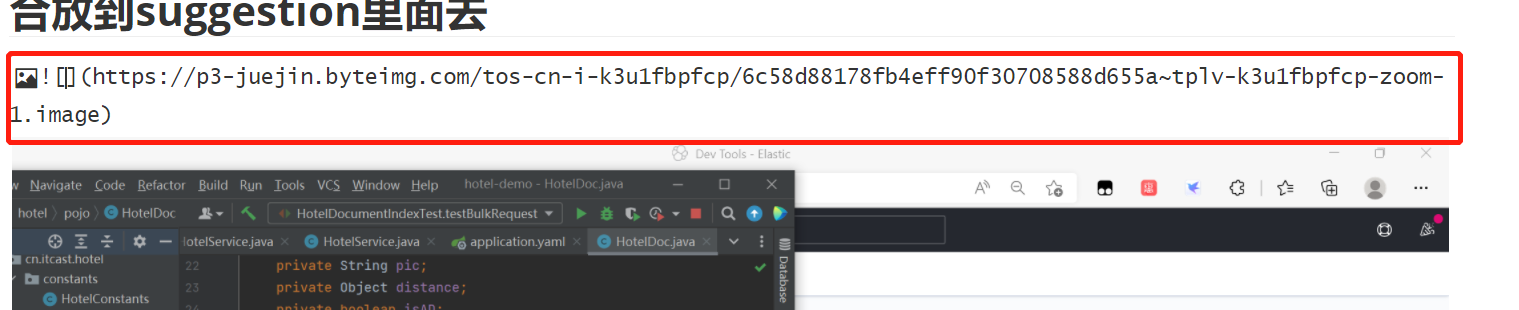 合放到suggestion里面去
![](https://p3-juejin.byteimg.com/tos-cn-i-k3u1fbpfcp/6c58d88178fb4eff90f30708588d655a~tplv-k3u1fbpfcp-zoom-
1.image)
Dev Tools - Elastic
w Navigate Code Refactor Build Run Tools VCS Window Help hotel-demo - HotelDoc.java
hotel pojo HotelDoc HotelDocumentIndexTest.testBulkRequest
IotelService.java HotelService.java application.yaml HotelDoc.java
cn.itcast.hotel
22 private String pic;
constants
23 private Object distance;
HotelConstants
24 private boolean isAD;
Database